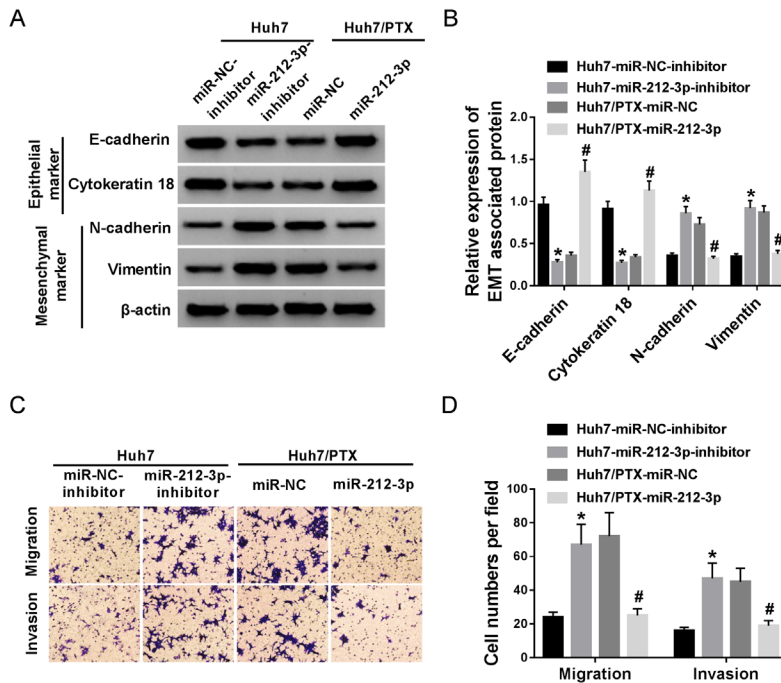 A
Huh7
Huh7/PTX
miR-NC-
inhibitor
miR-212-3p-
inhibitor
miR-NC
miR-212-3p
Epithelial
marker
E-cadherin
Cytokeratin 18
Mesenchymal
marker
N-cadherin
Vimentin
β-actin
B
Huh7-miR-NC-inhibitor
Huh7-miR-212-3p-inhibitor
Huh7/PTX-miR-NC
Huh7/PTX-miR-212-3p
Relative expression of
EMT associated protein
2.0
1.5
1.0
0.5
0.0
* # * # * # * #
E-cadherin
Cytokeratin 18
N-cadherin
Vimentin
C
Huh7
Huh7/PTX
miR-NC-
inhibitor
miR-212-3p-
inhibitor
miR-NC
miR-212-3p
Migration
Invasion
D
Huh7-miR-NC-inhibitor
Huh7-miR-212-3p-inhibitor
Huh7/PTX-miR-NC
Huh7/PTX-miR-212-3p
Cell numbers per field
100
80
60
40
20
0
* # * #
Migration
Invasion